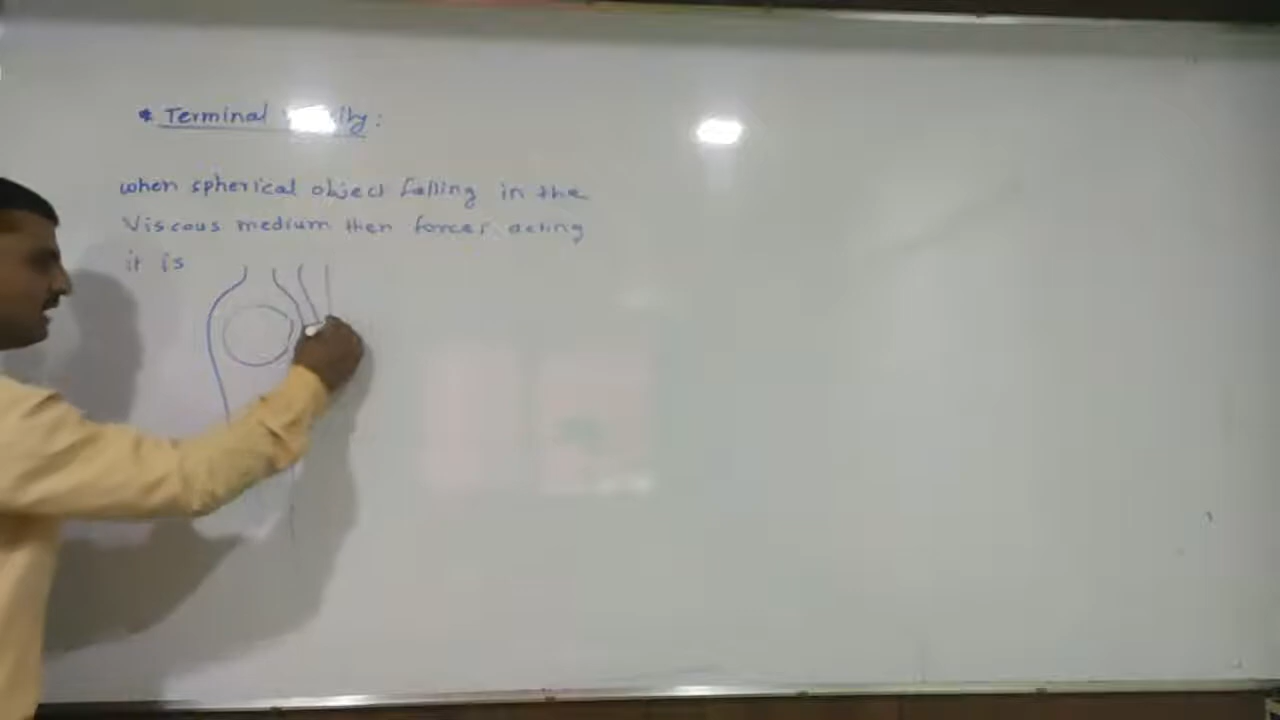 * Terminal
when spherical object falling in the
Viscous medium then forces acting
it is